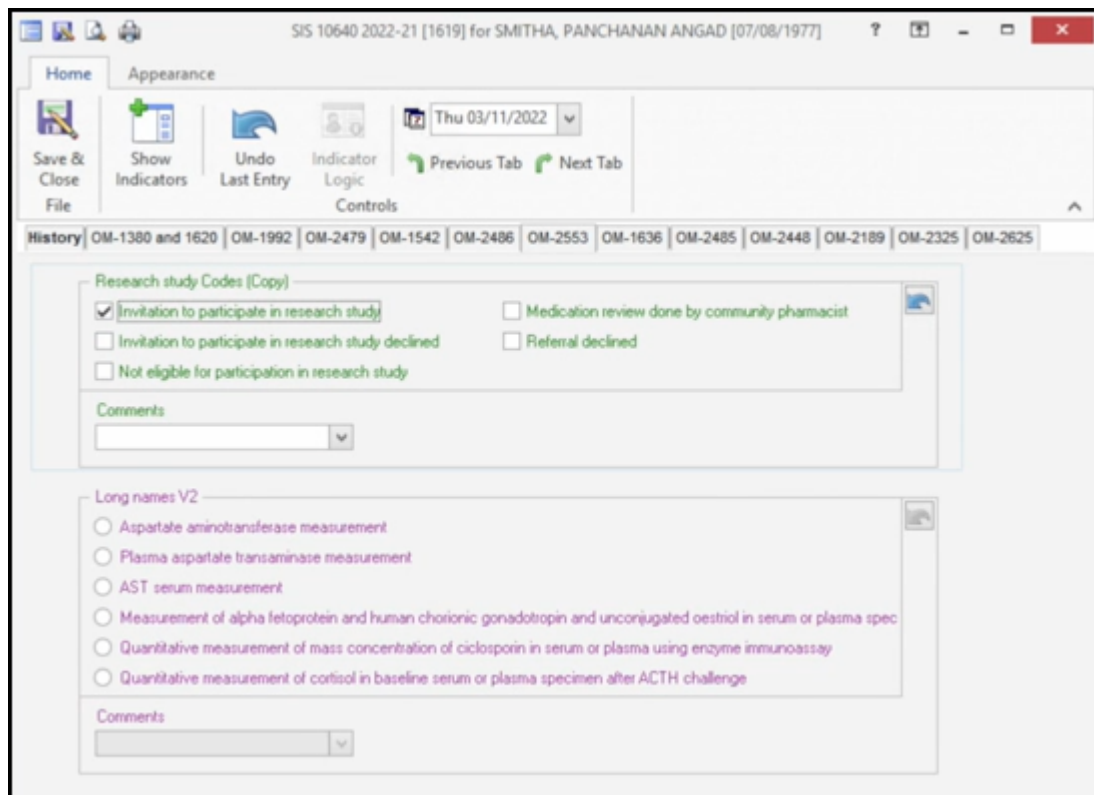 SIS 10640 2022-21 [1619] for SMITHA, PANCHANAN ANGAD [07/08/1977] ?
Home Appearance
Thu 03/11/2022
Save & Close
Show Indicators
Undo Last Entry
Indicator Logic
Previous Tab Next Tab
File Controls
History OM-1380 and 1620 OM-1992 OM-2479 OM-1542 OM-2486 OM-2553 OM-1636 OM-2485 OM-2448 OM-2189 OM-2325 OM-2625
Research study Codes (Copy)
Invitation to participate in research study Medication review done by community pharmacist
Invitation to participate in research study declined Referral declined
Not eligible for participation in research study
Comments
Long names V2
Aspartate aminotransferase measurement
Plasma aspartate transaminase measurement
AST serum measurement
Measurement of alpha fetoprotein and human chorionic gonadotropin and unconjugated oestriol in serum or plasma spec
Quantitative measurement of mass concentration of ciclosporin in serum or plasma using enzyme immunoassay
Quantitative measurement of cortisol in baseline serum or plasma specimen after ACTH challenge
Comments